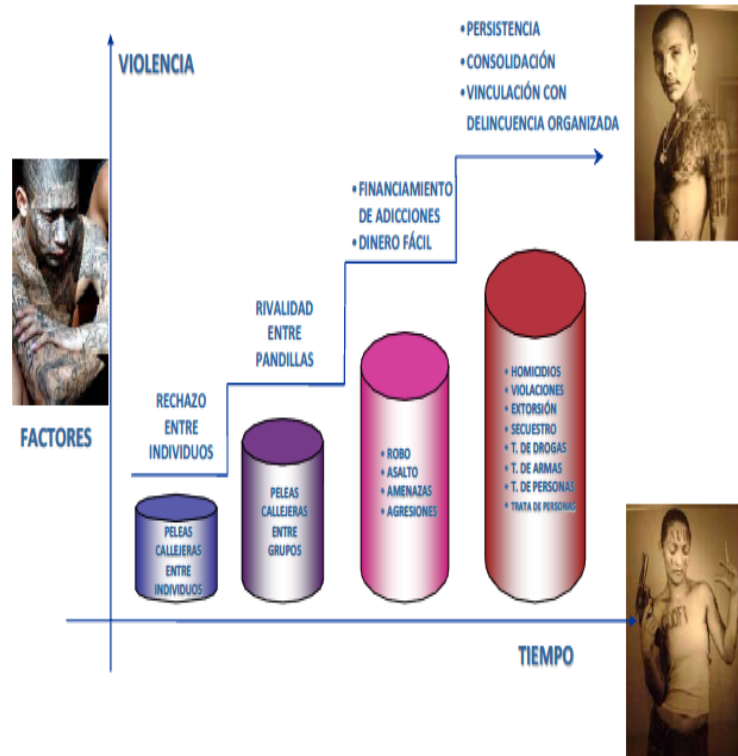 • PERSISTENCIA
• CONSOLIDACIÓN
• VINCULACIÓN CON
DELINCUENCIA ORGANIZADA
VIOLENCIA
• FINANCIAMIENTO
DE ADICCIONES
• DINERO FÁCIL
RIVALIDAD
ENTRE
PANDILLAS
RECHAZO
ENTRE
INDIVIDUOS
FACTORES
PELEAS
CALLEJERAS
ENTRE
INDIVIDUOS
PELEAS
CALLEJERAS
ENTRE
GRUPOS
• ROBO
• ASALTO
• AMENAZAS
• AGRESIONES
• HOMICIDIOS
• VIOLACIONES
• EXTORSIÓN
• SECUESTRO
• T. DE DROGAS
• T. DE ARMAS
• T. DE PERSONAS
• TRATA DE PERSONAS
TIEMPO